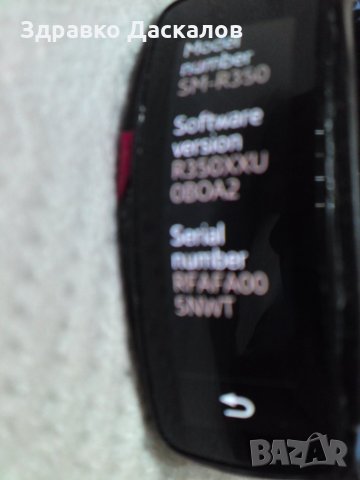 Здравко Даскалов
Model
number
SM-R350
Software
version
R350XXU
0BOA2
Serial
number
RFAFA00
SNWT
BAZAR